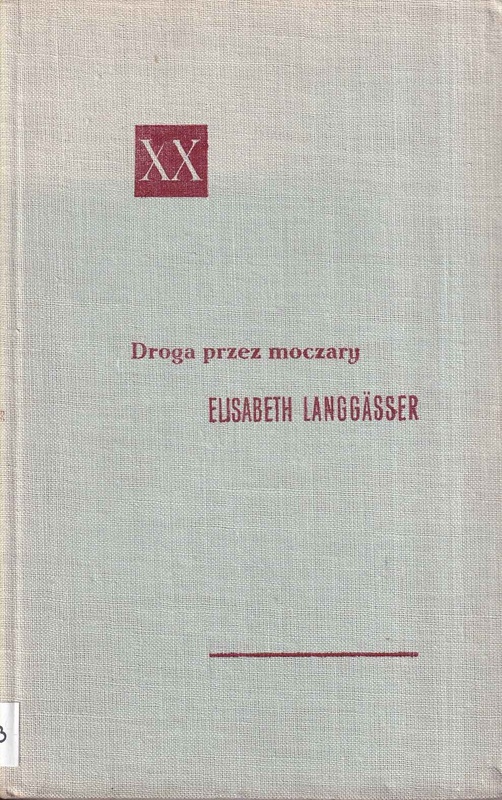 XX
Droga przez moczary
ELISABETH LANGGÄSSER